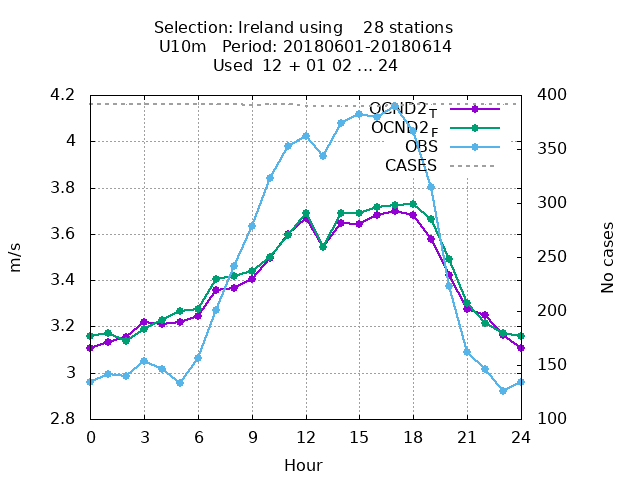 Selection: Ireland using    28 stations
U10m   Period: 20180601-20180614
Used  12 + 01 02 ... 24
4.2
4
3.8
3.6
3.4
3.2
3
2.8
400
350
300
250
200
150
100
OCND2T
OCND2F
OBS
CASES
m/s
No cases
0 3 6 9 12 15 18 21 24
Hour